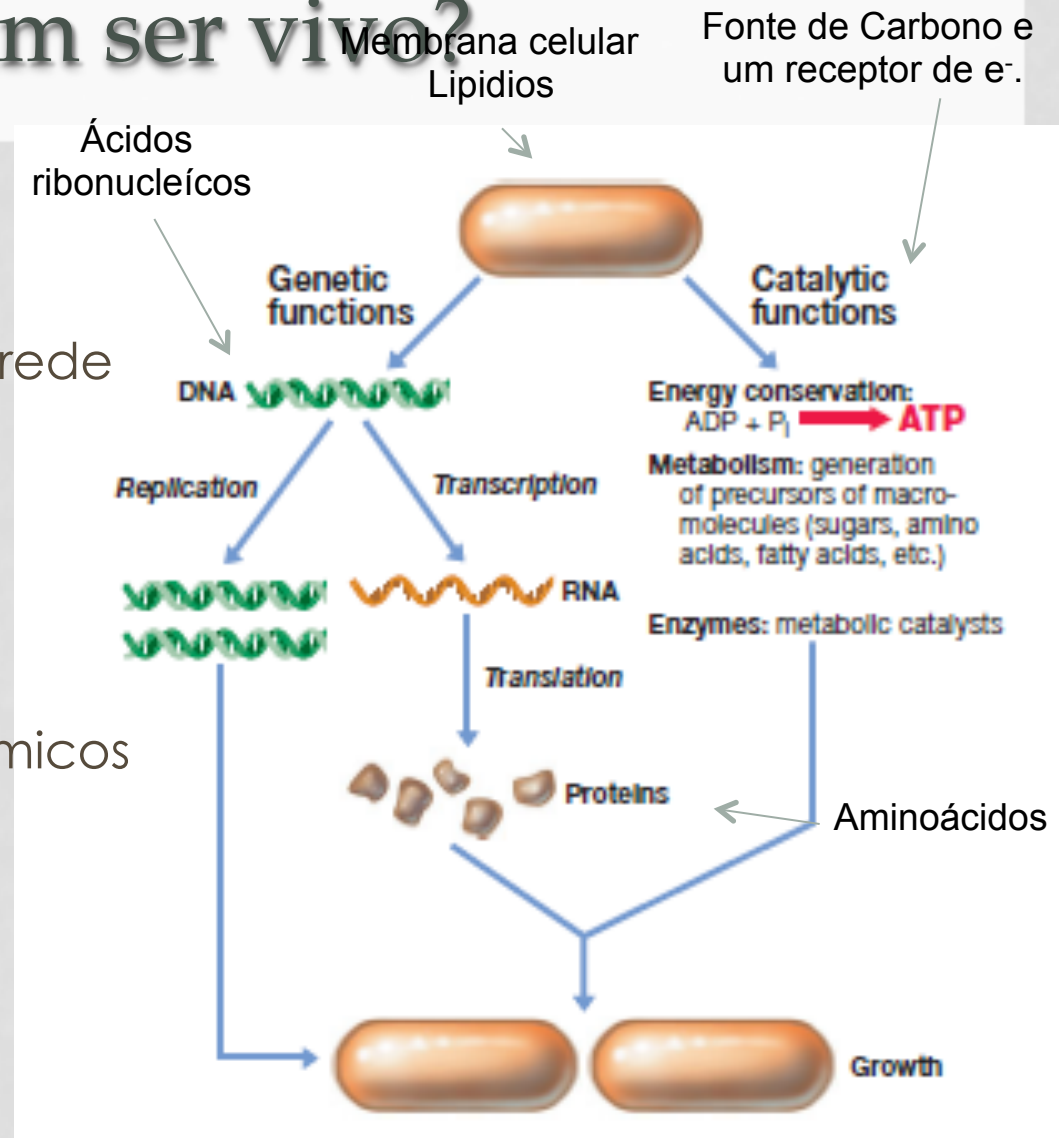 m ser vivo?
Membrana celular
Lipidios
Fonte de Carbono e
um receptor de e-.
Ácidos
ribonucleícos
Genetic
functions
Catalytic
functions
rede
DNA
Energy conservation:
ADP + Pi ATP
Replication
Transcription
Metabolism: generation
of precursors of macro-
molecules (sugars, amino
acids, fatty acids, etc.)
RNA
Enzymes: metabolic catalysts
Translation
micos
Proteins
Aminoácidos
Growth